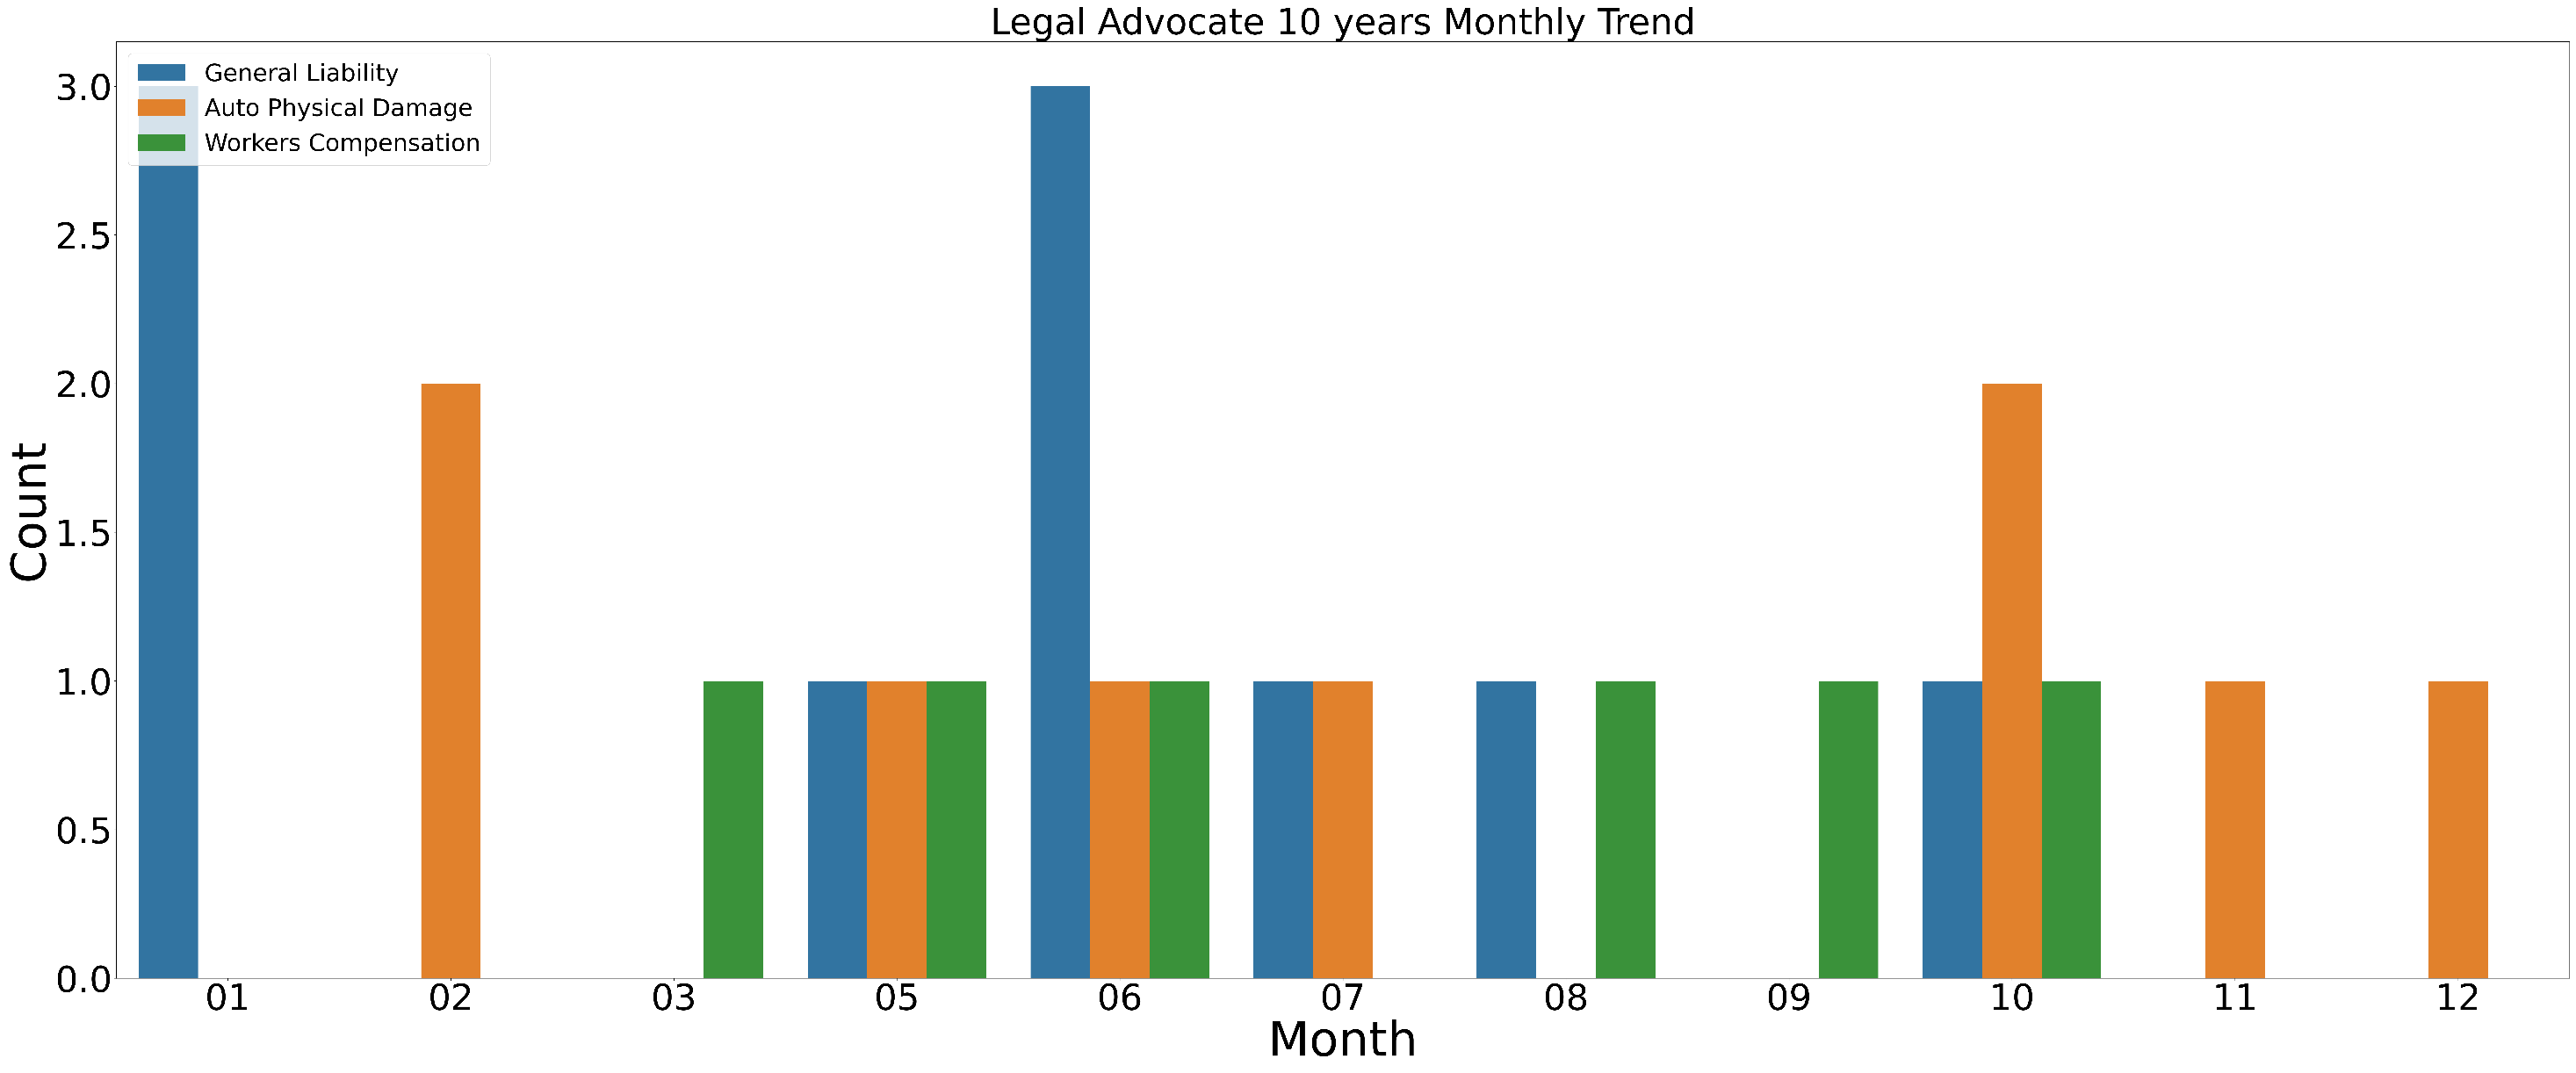 Legal Advocate 10 years Monthly Trend
General Liability
Auto Physical Damage
Workers Compensation
3.0
2.5
2.0
1.5
1.0
0.5
0.0
Count
01 02 03 05 06 07 08 09 10 11 12
Month